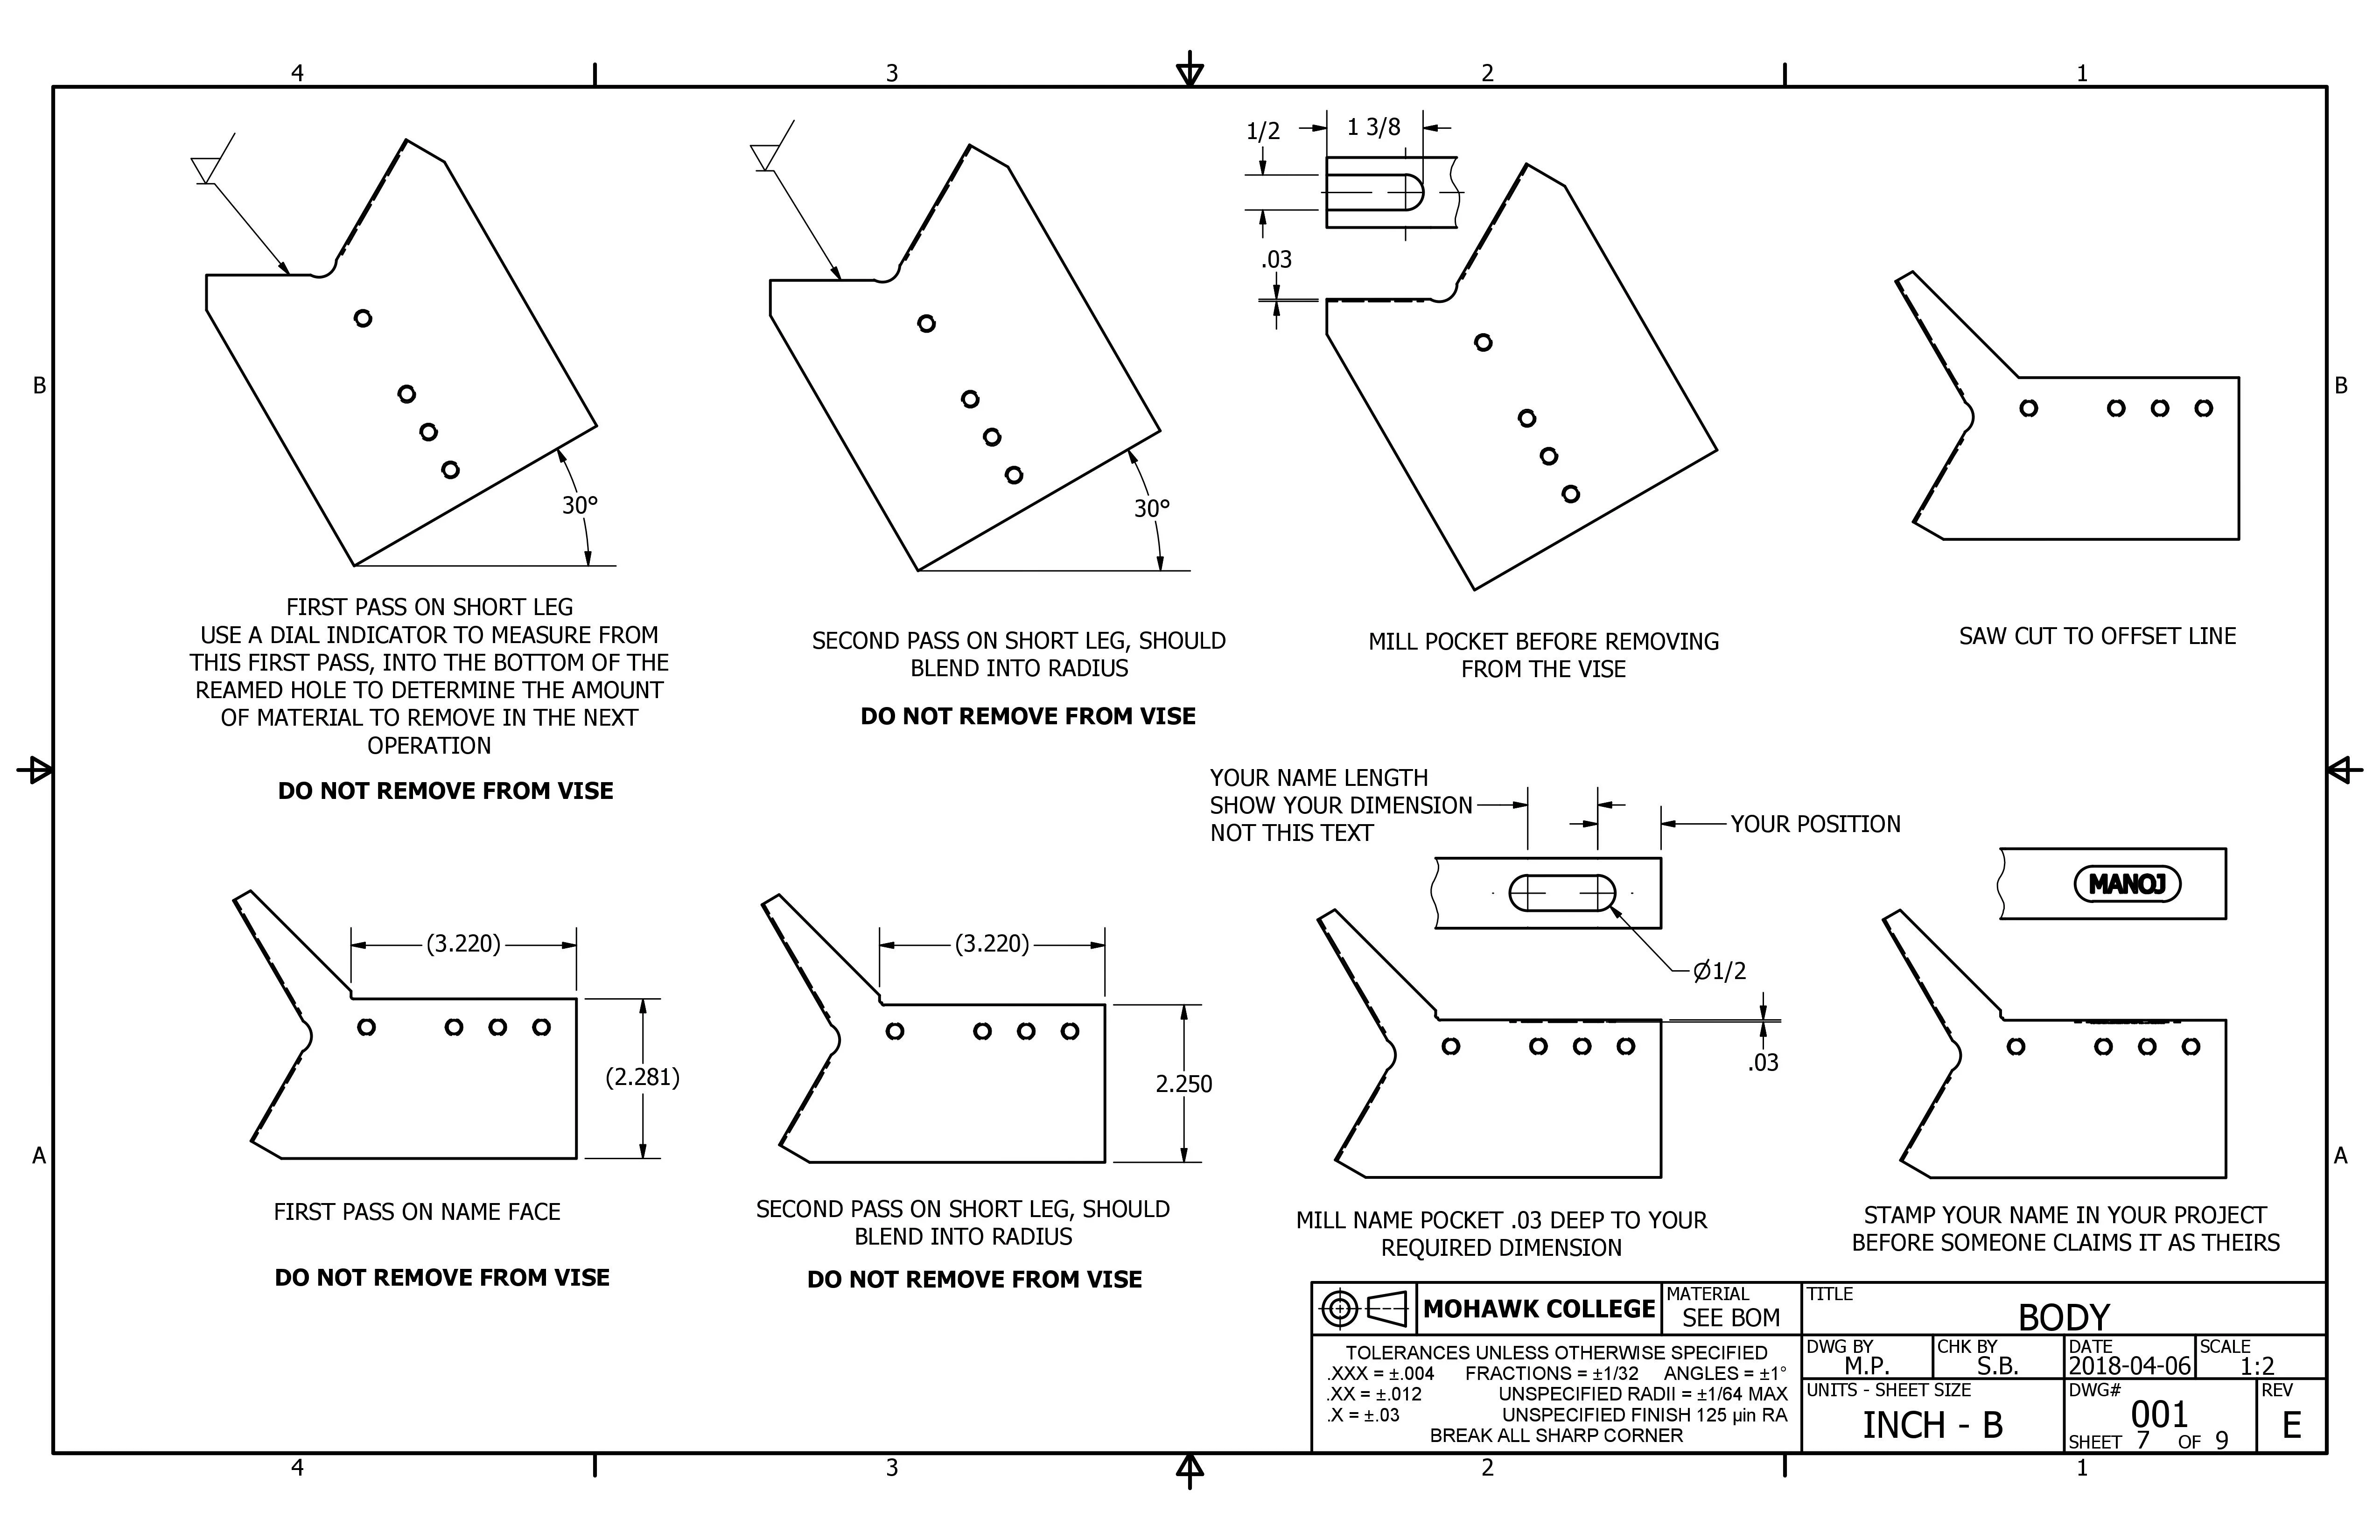 4 3 2 1
B B
A A
4 3 2 1
30°
FIRST PASS ON SHORT LEG
USE A DIAL INDICATOR TO MEASURE FROM
THIS FIRST PASS, INTO THE BOTTOM OF THE
REAMED HOLE TO DETERMINE THE AMOUNT
OF MATERIAL TO REMOVE IN THE NEXT
OPERATION
DO NOT REMOVE FROM VISE
30°
SECOND PASS ON SHORT LEG, SHOULD
BLEND INTO RADIUS
DO NOT REMOVE FROM VISE
1/2
1 3/8
.03
MILL POCKET BEFORE REMOVING
FROM THE VISE
SAW CUT TO OFFSET LINE
(3.220)
(2.281)
FIRST PASS ON NAME FACE
DO NOT REMOVE FROM VISE
(3.220)
2.250
SECOND PASS ON SHORT LEG, SHOULD
BLEND INTO RADIUS
DO NOT REMOVE FROM VISE
YOUR NAME LENGTH
SHOW YOUR DIMENSION
NOT THIS TEXT
YOUR POSITION
Ø1/2
.03
MILL NAME POCKET .03 DEEP TO YOUR
REQUIRED DIMENSION
MANOJ
STAMP YOUR NAME IN YOUR PROJECT
BEFORE SOMEONE CLAIMS IT AS THEIRS
MOHAWK COLLEGE
MATERIAL
SEE BOM
TITLE
BODY
TOLERANCES UNLESS OTHERWISE SPECIFIED
.XXX = ±.004 FRACTIONS = ±1/32 ANGLES = ±1°
.XX = ±.012 UNSPECIFIED RADII = ±1/64 MAX
.X = ±.03 UNSPECIFIED FINISH 125 µin RA
BREAK ALL SHARP CORNER
DWG BY
M.P.
CHK BY
S.B.
DATE
2018-04-06
SCALE
1:2
UNITS - SHEET SIZE
INCH - B
DWG#
001
SHEET 7 OF 9
REV
E